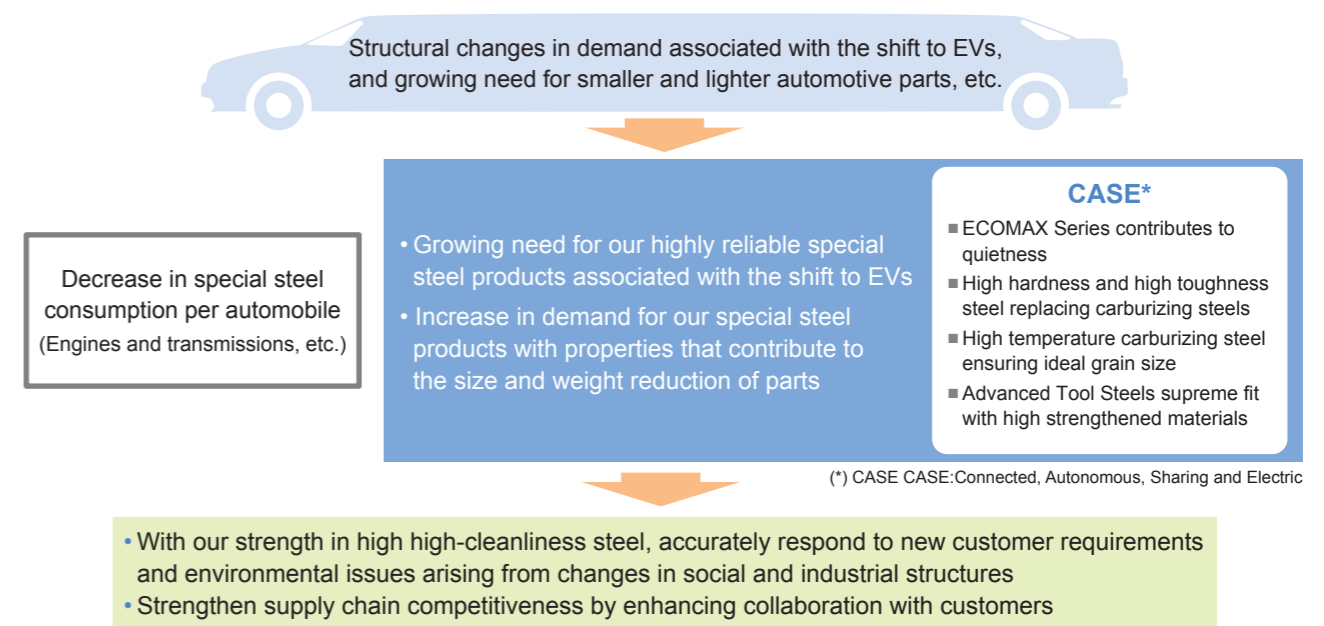 Structural changes in demand associated with the shift to EVs,
and growing need for smaller and lighter automotive parts, etc.
Decrease in special steel
consumption per automobile
(Engines and transmissions, etc.)
• Growing need for our highly reliable special
steel products associated with the shift to EVs
• Increase in demand for our special steel
products with properties that contribute to
the size and weight reduction of parts
CASE*
■ ECOMAX Series contributes to
quietness
■ High hardness and high toughness
steel replacing carburizing steels
■ High temperature carburizing steel
ensuring ideal grain size
■ Advanced Tool Steels supreme fit
with high strengthened materials
(*) CASE CASE:Connected, Autonomous, Sharing and Electric
• With our strength in high high-cleanliness steel, accurately respond to new customer requirements
and environmental issues arising from changes in social and industrial structures
• Strengthen supply chain competitiveness by enhancing collaboration with customers